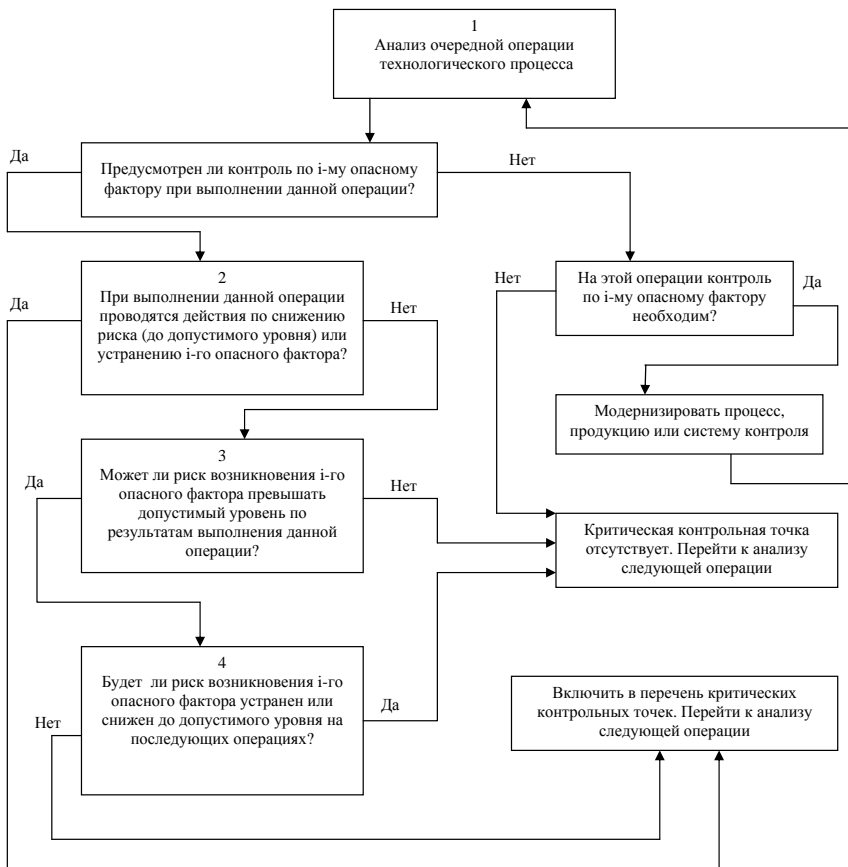 1
Анализ очередной операции
технологического процесса
Да
Предусмотрен ли контроль по i-му опасному
фактору при выполнении данной операции?
Нет
2
При выполнении данной операции
проводятся действия по снижению
риска (до допустимого уровня) или
устранению i-го опасного фактора?
Да
Нет
Нет
На этой операции контроль
по i-му опасному фактору
необходим?
Да
Модернизировать процесс,
продукцию или систему контроля
3
Может ли риск возникновения i-го
опасного фактора превышать
допустимый уровень по
результатам выполнения данной
операции?
Да
Нет
Критическая контрольная точка
отсутствует. Перейти к анализу
следующей операции
4
Будет ли риск возникновения i-го
опасного фактора устранен или
снижен до допустимого уровня на
последующих операциях?
Нет
Да
Включить в перечень критических
контрольных точек. Перейти к анализу
следующей операции